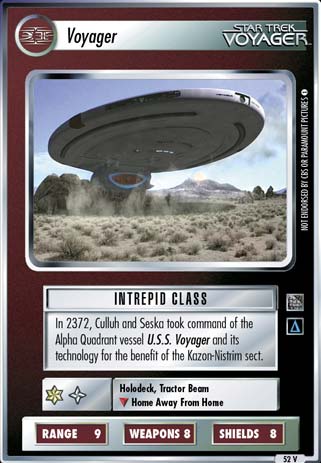 Voyager
STAR TREK
VOYAGER
NOT ENDORSED BY CBS OR PARAMOUNT PICTURES
INTREPID CLASS
In 2372, Culluh and Seska took command of the
Alpha Quadrant vessel U.S.S. Voyager and its
technology for the benefit of the Kazon-Nistrim sect.
Holodeck, Tractor Beam
Home Away From Home
RANGE 9 WEAPONS 8 SHIELDS 8
52 V